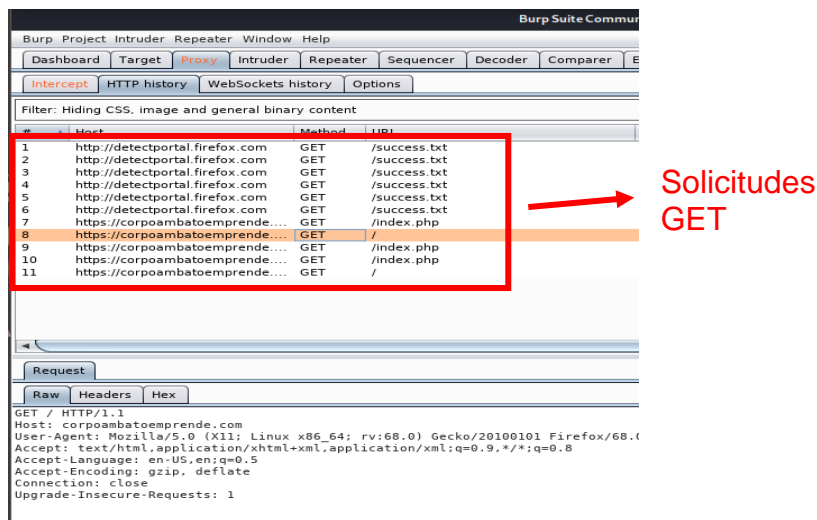 Burp Suite Commun
Burp Project Intruder Repeater Window Help
Dashboard Target Proxy Intruder Repeater Sequencer Decoder Comparer E
Intercept HTTP history WebSockets history Options
Filter: Hiding CSS, image and general binary content
# Host Method URL
1 http://detectportal.firefox.com GET /success.txt
2 http://detectportal.firefox.com GET /success.txt
3 http://detectportal.firefox.com GET /success.txt
4 http://detectportal.firefox.com GET /success.txt
5 http://detectportal.firefox.com GET /success.txt
6 http://detectportal.firefox.com GET /success.txt
7 https://corpoambatoemprende.... GET /index.php
8 https://corpoambatoemprende.... GET /
9 https://corpoambatoemprende.... GET /index.php
10 https://corpoambatoemprende.... GET /index.php
11 https://corpoambatoemprende.... GET /
Solicitudes
GET
Request
Raw Headers Hex
GET / HTTP/1.1
Host: corpoambatoemprende.com
User-Agent: Mozilla/5.0 (X11; Linux x86_64; rv:68.0) Gecko/20100101 Firefox/68.0
Accept: text/html,application/xhtml+xml,application/xml;q=0.9,*/*;q=0.8
Accept-Language: en-US,en;q=0.5
Accept-Encoding: gzip, deflate
Connection: close
Upgrade-Insecure-Requests: 1